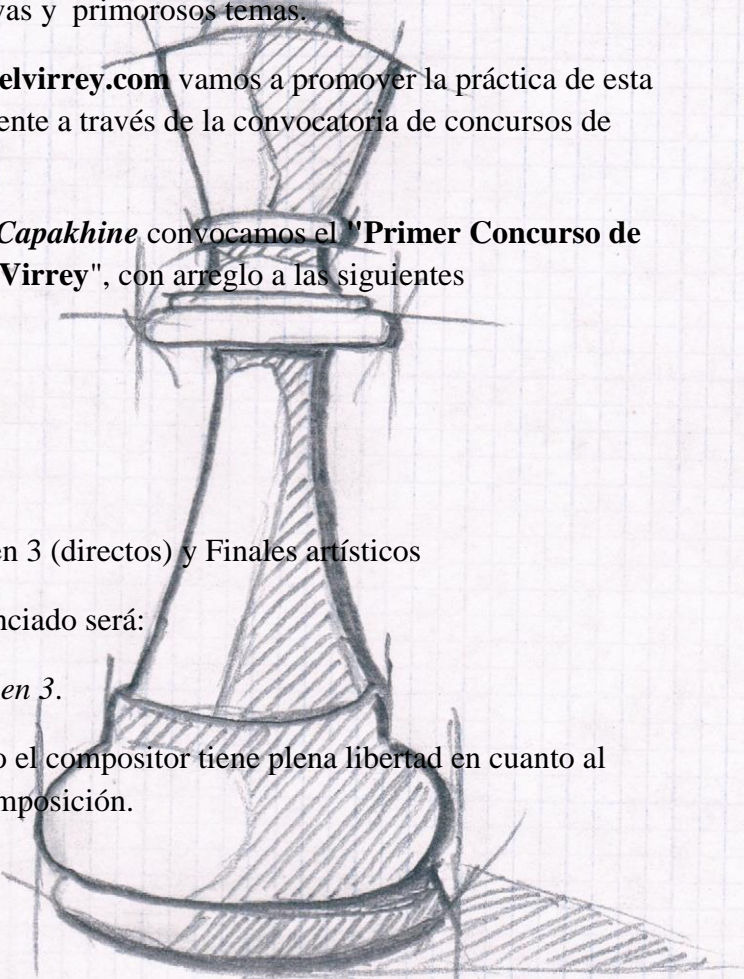 vas y primorosos temas.
elvirrey.com vamos a promover la práctica de esta
ente a través de la convocatoria de concursos de
Capakhine convocamos el "Primer Concurso de
Virrey", con arreglo a las siguientes
en 3 (directos) y Finales artísticos
nciado será:
en 3.
o el compositor tiene plena libertad en cuanto al
mposición.